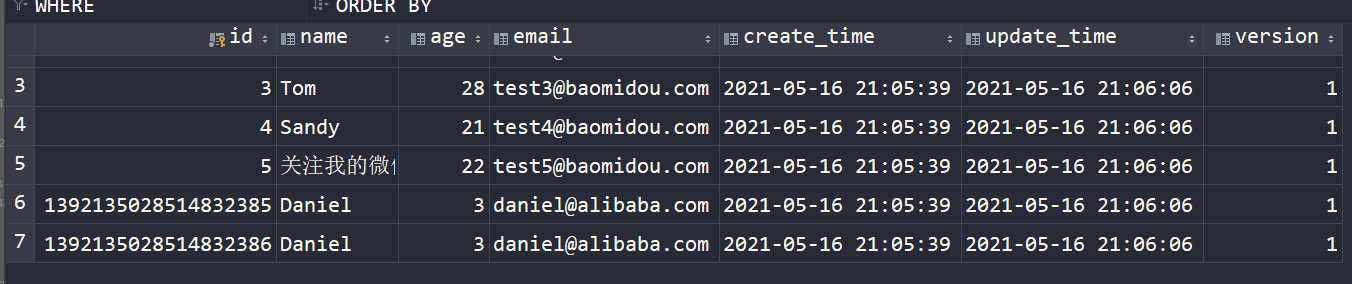 WHERE ORDER BY
id name age email create_time update_time version
3 3 Tom 28 test3@baomidou.com 2021-05-16 21:05:39 2021-05-16 21:06:06 1
4 4 Sandy 21 test4@baomidou.com 2021-05-16 21:05:39 2021-05-16 21:06:06 1
5 5 关注我的微 22 test5@baomidou.com 2021-05-16 21:05:39 2021-05-16 21:06:06 1
6 1392135028514832385 Daniel 3 daniel@alibaba.com 2021-05-16 21:05:39 2021-05-16 21:06:06 1
7 1392135028514832386 Daniel 3 daniel@alibaba.com 2021-05-16 21:05:39 2021-05-16 21:06:06 1